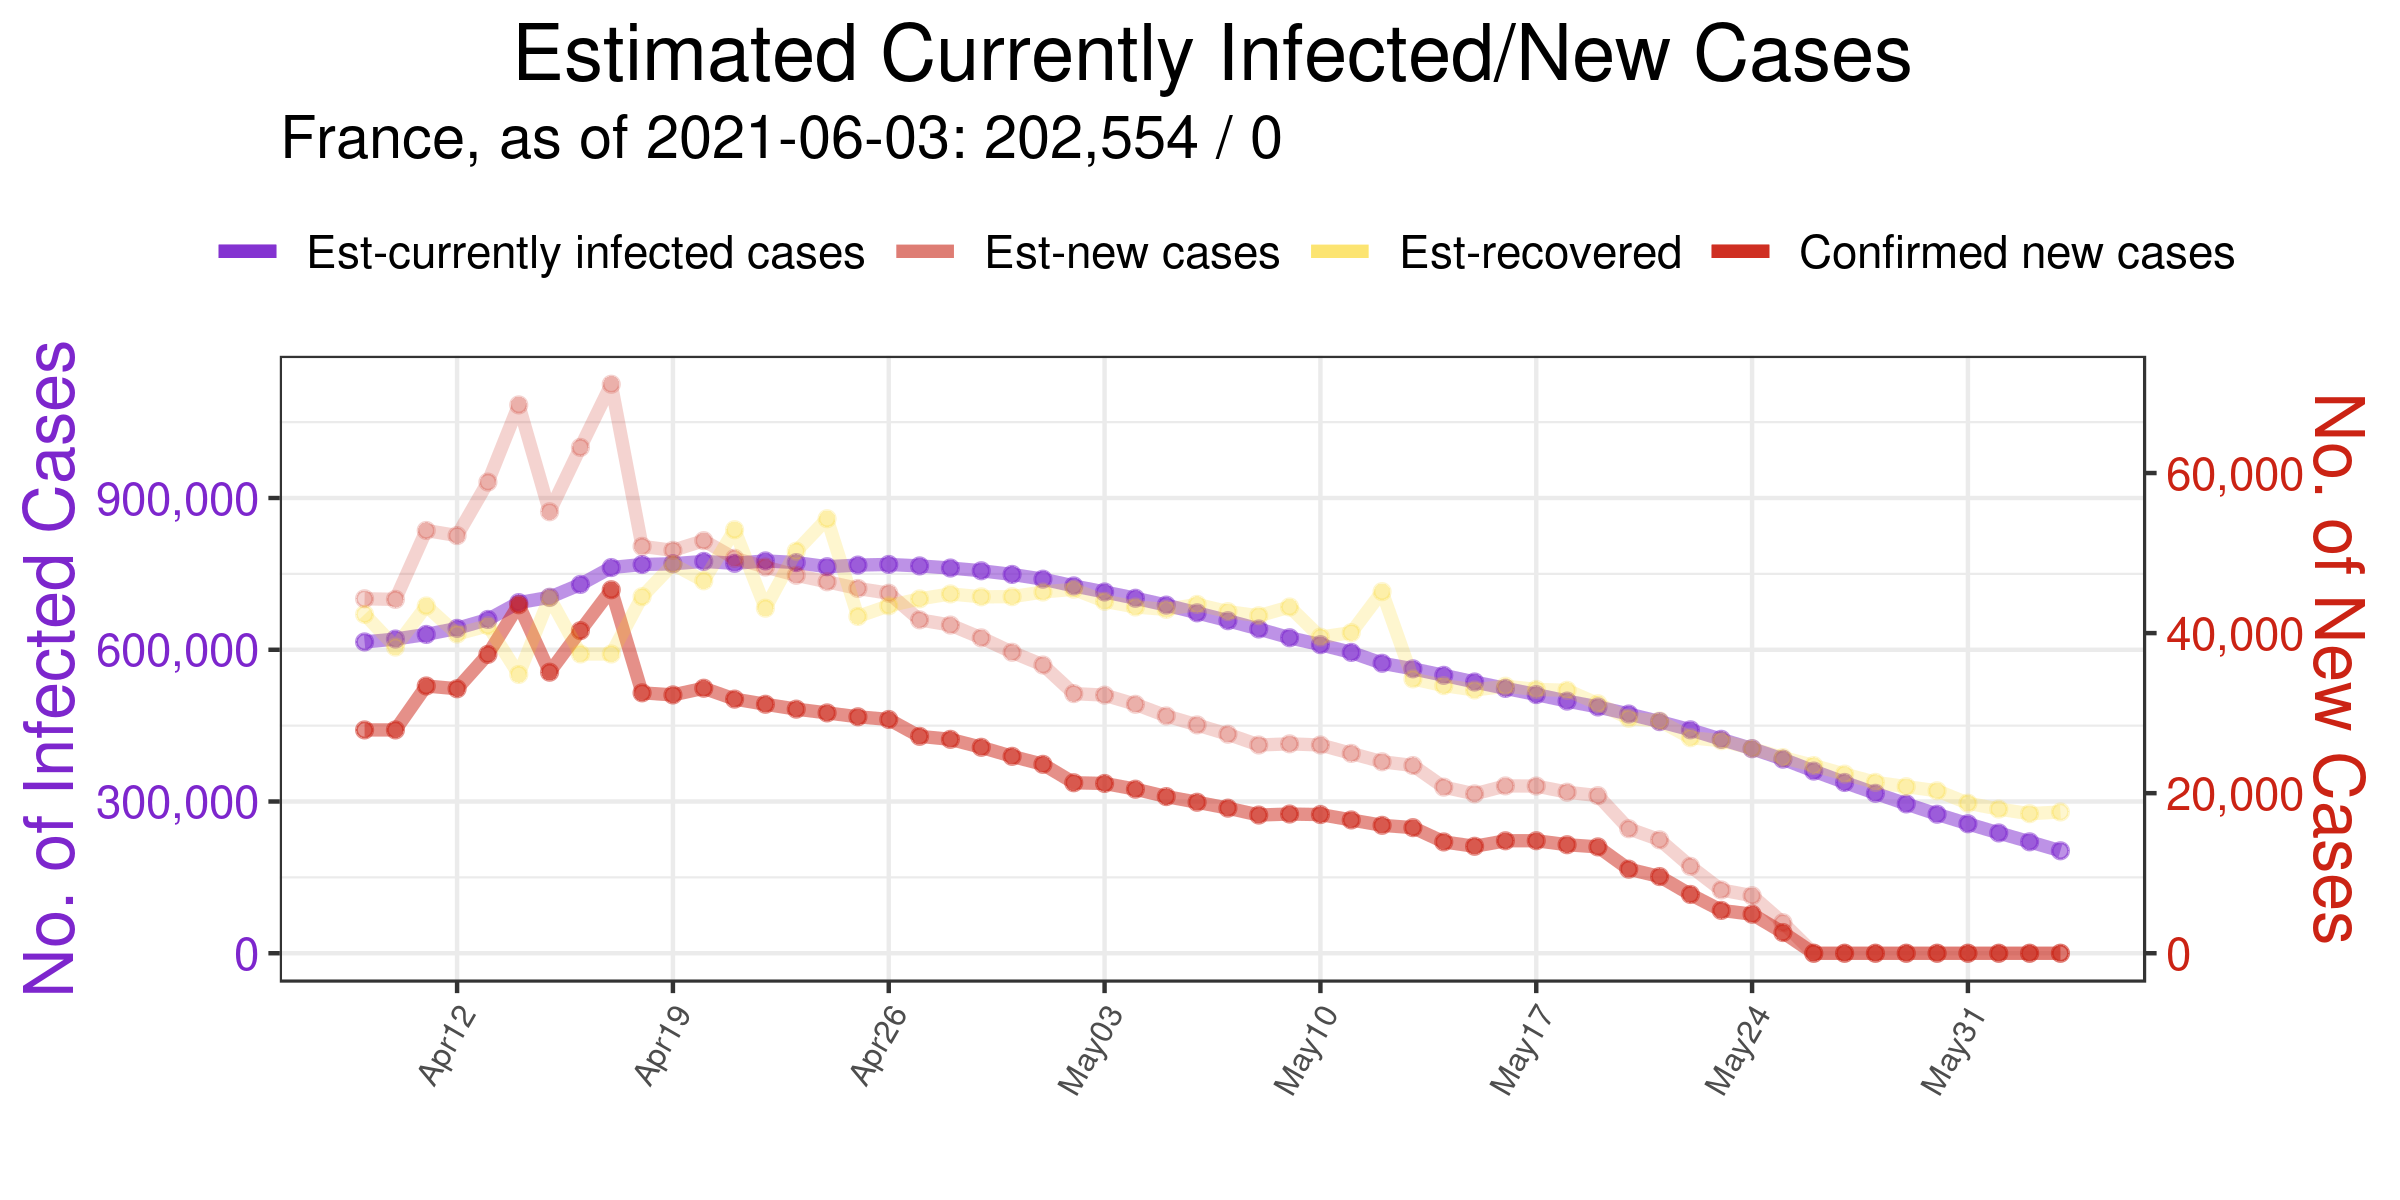 Estimated Currently Infected/New Cases
France, as of 2021-06-03: 202,554 / 0
Est-currently infected cases Est-new cases Est-recovered Confirmed new cases
No. of Infected Cases
900,000
600,000
300,000
0
60,000
40,000
20,000
0
No. of New Cases
Apr12 Apr19 Apr26 May03 May10 May17 May24 May31